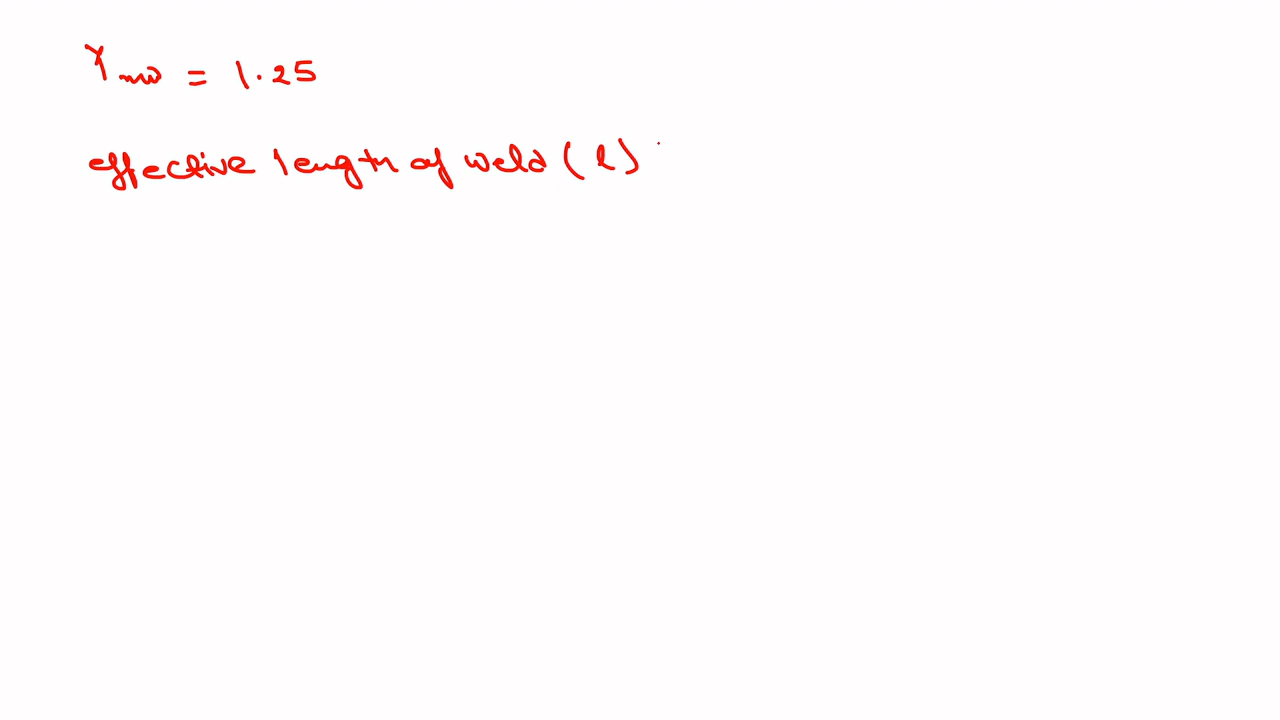 γmw = 1.25
effective length of weld (l)